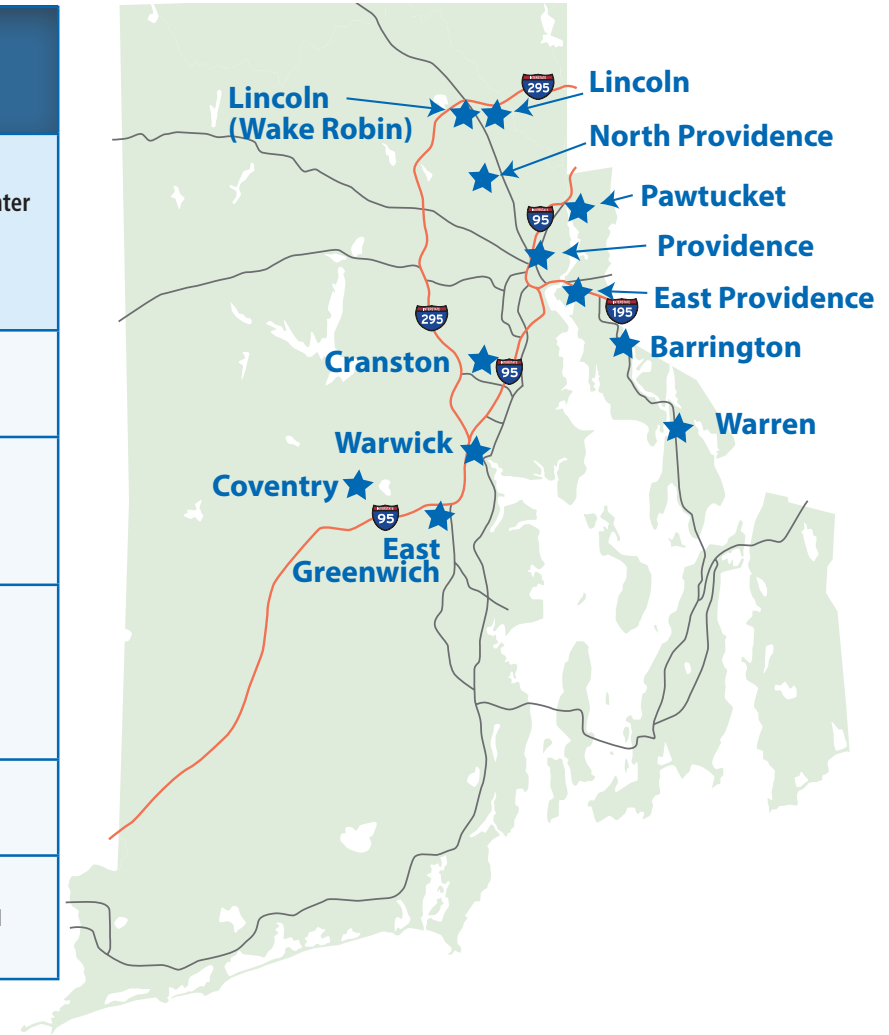 Lincoln
(Wake Robin)
295
Lincoln
North Providence
Pawtucket
95
Providence
East Providence
195
295
Barrington
Cranston
95
Warren
Warwick
Coventry
95
East
Greenwich